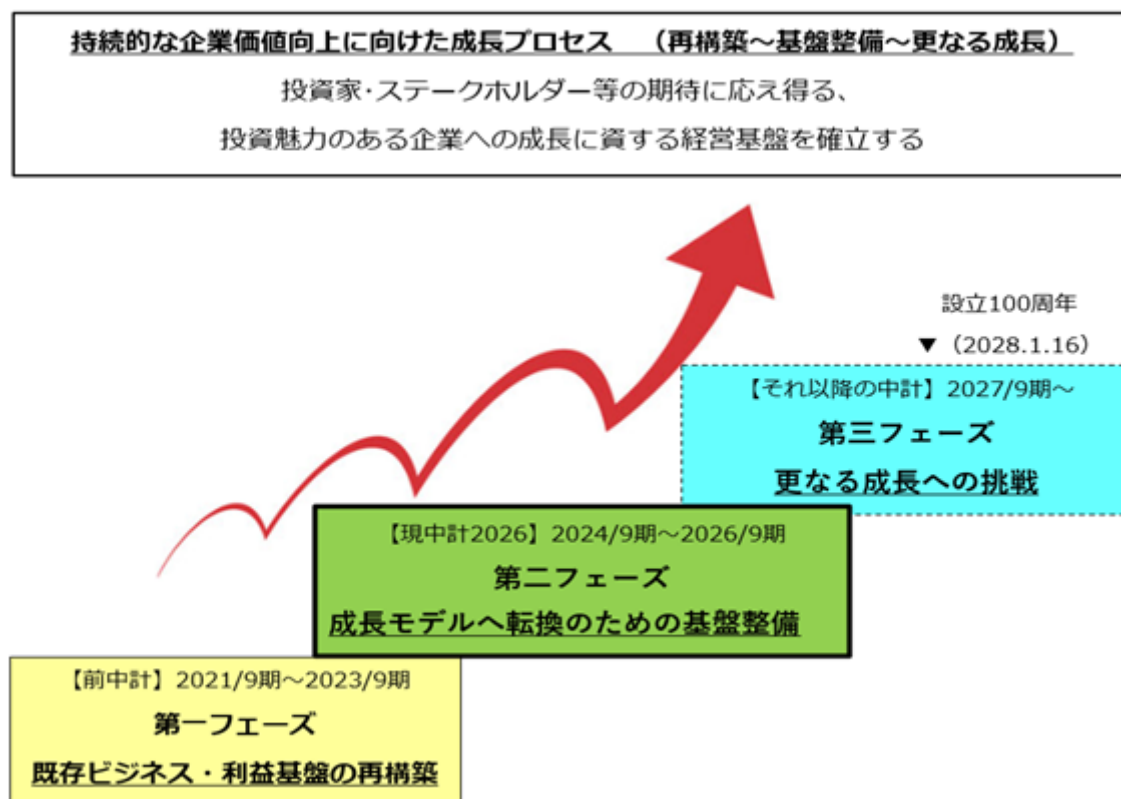 持続的な企業価値向上に向けた成長プロセス　（再構築～基盤整備～更なる成長）
投資家･ステークホルダー等の期待に応え得る、
投資魅力のある企業への成長に資する経営基盤を確立する
設立100周年
▼（2028.1.16）
【それ以降の中計】2027/9期～
第三フェーズ
更なる成長への挑戦
【現中計2026】2024/9期～2026/9期
第二フェーズ
成長モデルへ転換のための基盤整備
【前中計】2021/9期～2023/9期
第一フェーズ
既存ビジネス・利益基盤の再構築